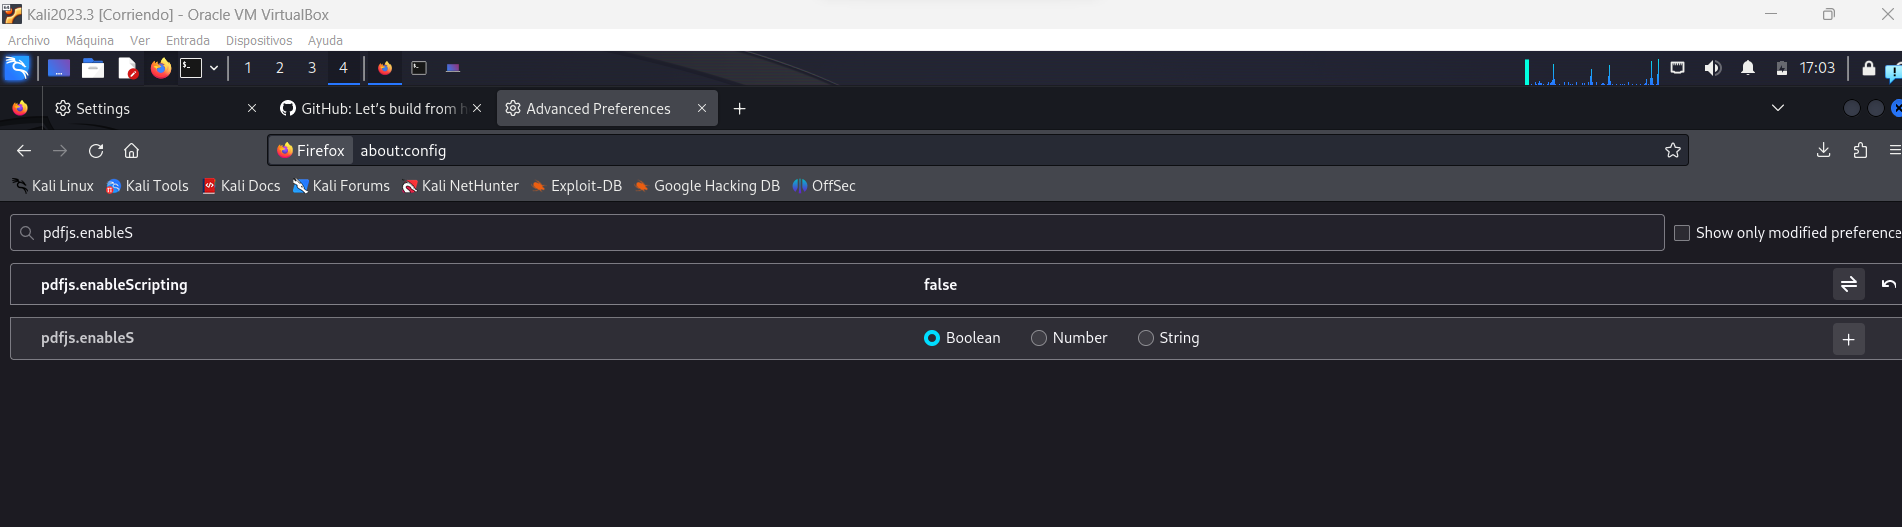 Kali2023.3 [Corriendo] - Oracle VM VirtualBox
Archivo Máquina Ver Entrada Dispositivos Ayuda
1 2 3 4 17:03
Settings GitHub: Let's build from h Advanced Preferences
Firefox about:config
Kali Linux Kali Tools Kali Docs Kali Forums Kali NetHunter Exploit-DB Google Hacking DB OffSec
pdfjs.enableS Show only modified preference
pdfjs.enableScripting false
pdfjs.enableS Boolean Number String